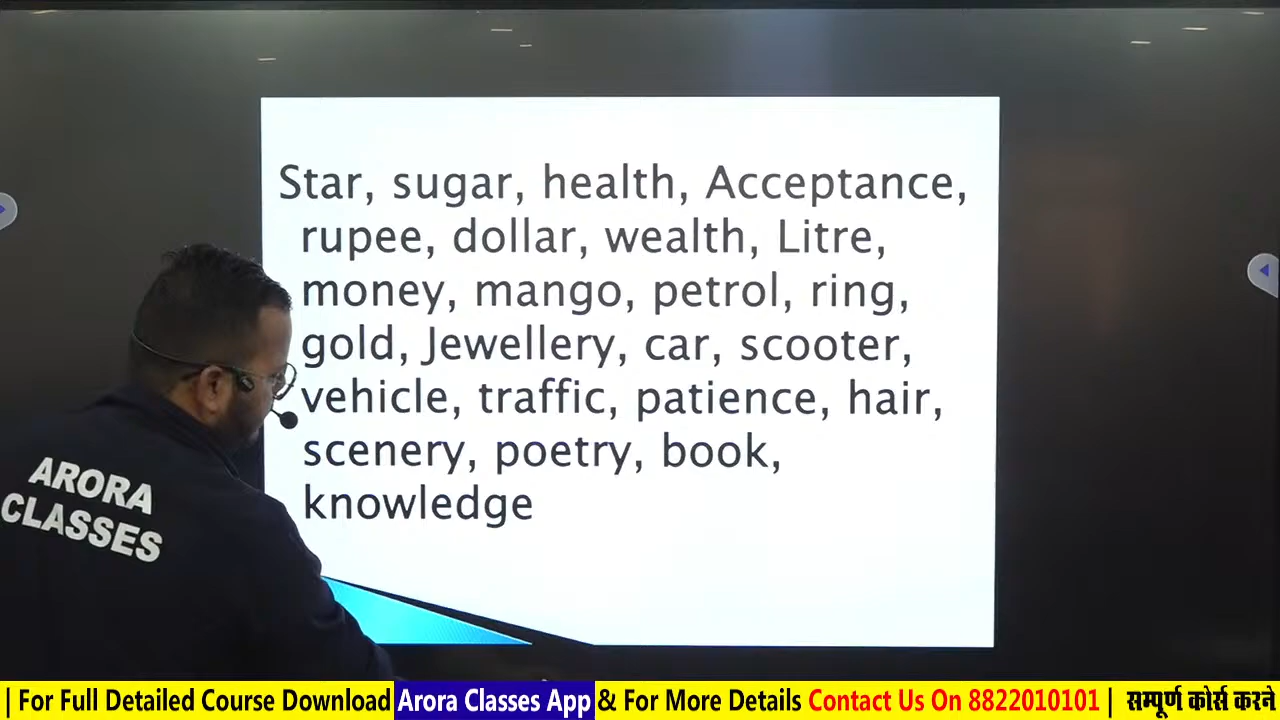 Star, sugar, health, Acceptance,
rupee, dollar, wealth, Litre,
money, mango, petrol, ring,
gold, Jewellery, car, scooter,
vehicle, traffic, patience, hair,
scenery, poetry, book,
knowledge
ARORA
CLASSES
| For Full Detailed Course Download Arora Classes App & For More Details Contact Us On 8822010101 | सम्पूर्ण कोर्स करने